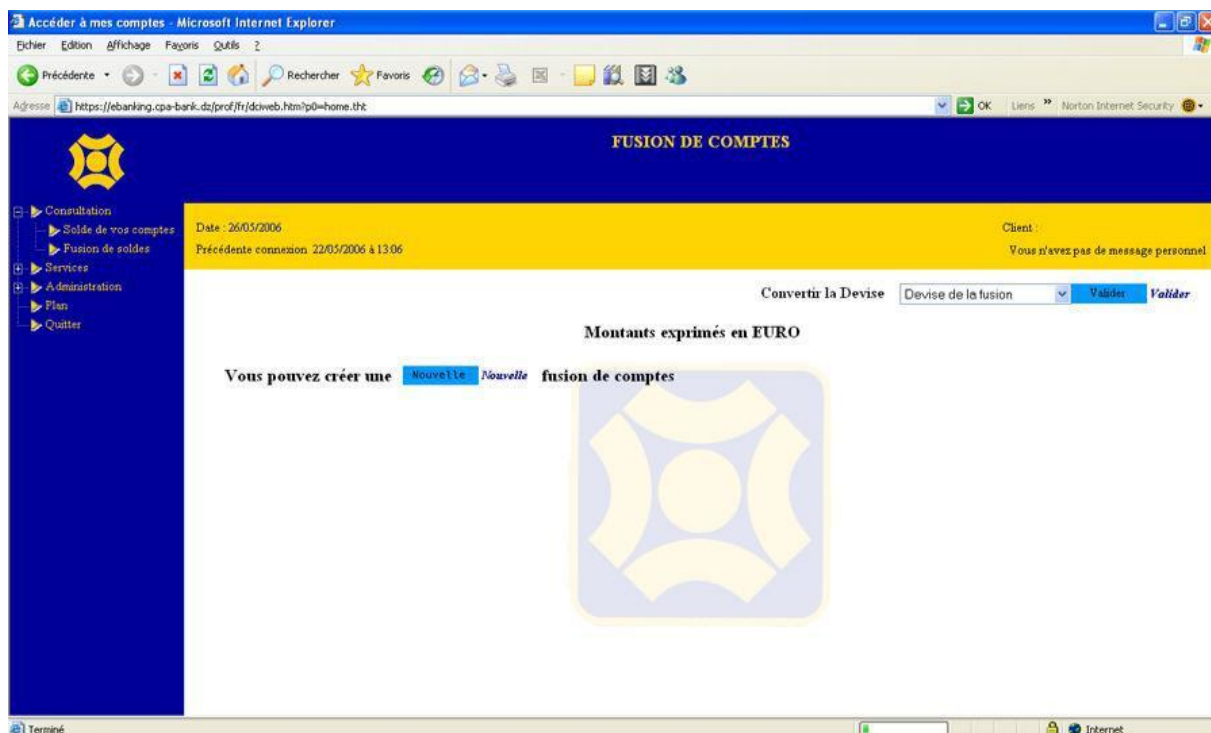 Accéder à mes comptes - Microsoft Internet Explorer
Fichier Edition Affichage Favoris Outils ?
Précédente Rechercher Favoris
Adresse https://ebanking.cpa-bank.dz/prof/fr/dciweb.htm?p0=home.tht OK Liens » Norton Internet Security
FUSION DE COMPTES
Consultation
Solde de vos comptes
Fusion de soldes
Services
Administration
Plan
Quitter
Date : 26/05/2006 Client :
Précédente connexion 22/05/2006 à 13:06 Vous n'avez pas de message personnel
Convertir la Devise Devise de la fusion Valider Valider
Montants exprimés en EURO
Vous pouvez créer une Nouvelle Nouvelle fusion de comptes
Terminé Internet